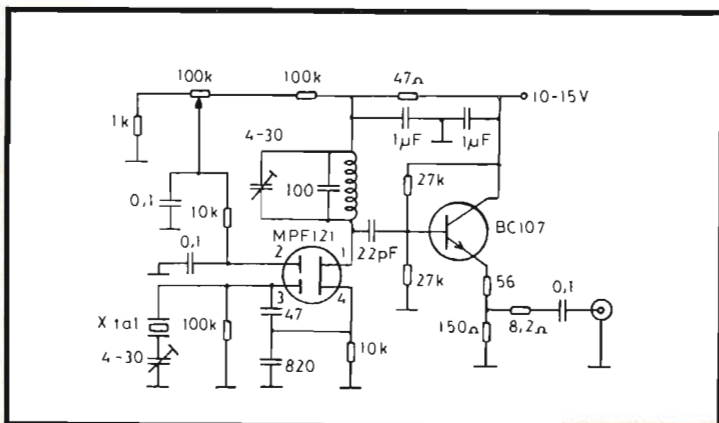 100k
100k
47Ω
10-15V
1k
4-30
1µF
1µF
0,1
100
27k
10k
MPF121
BC107
0,1
2
1
22pF
27k
3
4
56
0,1
Xtal
100k
47
150Ω
8,2Ω
4-30
820
10k